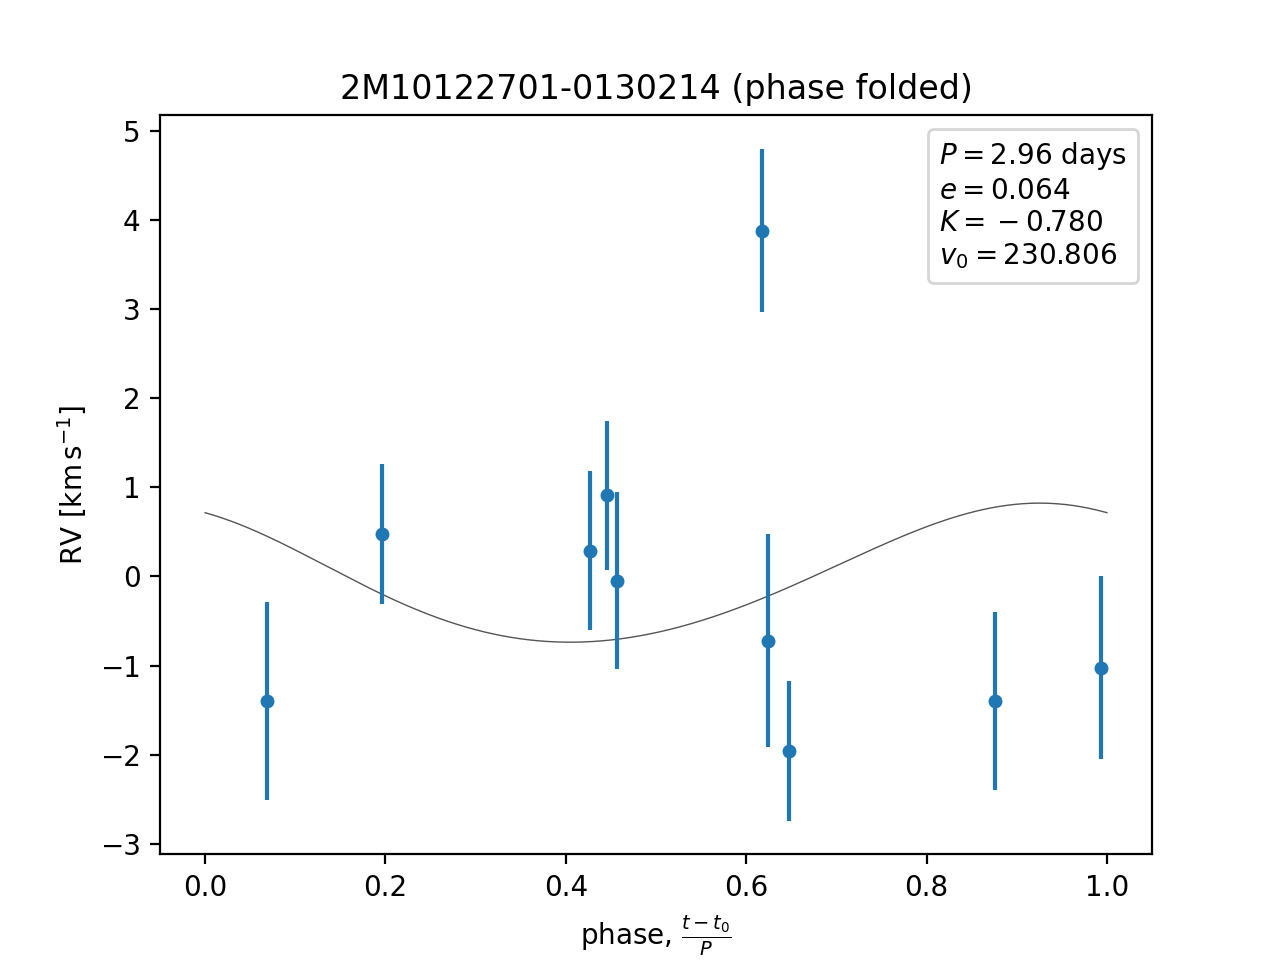 2M10122701-0130214 (phase folded)
P = 2.96 days
e = 0.064
K = −0.780
v₀ = 230.806
5
4
3
2
1
0
−1
−2
−3
RV [km s⁻¹]
0.0 0.2 0.4 0.6 0.8 1.0
phase, (t − t₀)/P